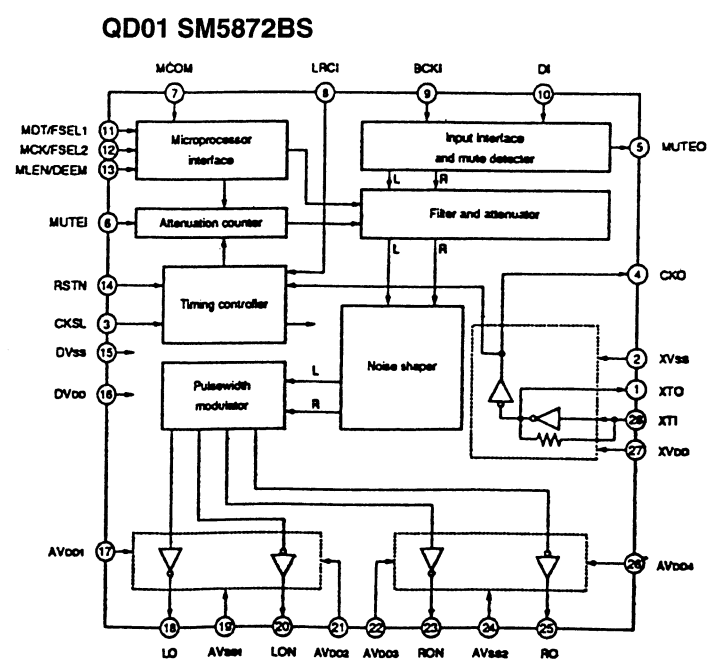 QD01 SM5872BS
MCOM
LRCI
BCKI
DI
7
8
9
10
MDT/FSEL1
11
MCK/FSEL2
12
MLEN/DEEM
13
Microprocessor
interface
Input Interface
and mute detecter
5
MUTEO
L
R
MUTEI
6
Attenuation counter
Filter and attenuator
L
R
RSTN
14
Timing controller
4
CKO
CKSL
3
DVSS
15
2
XVSS
DVDD
16
Pulsewidth
modulator
L
R
Noise shaper
1
XTO
28
XTI
27
XVDD
AVDD1
17
26
AVDD4
18
19
20
21
22
23
24
25
LO
AVSS1
LON
AVDD2
AVDD3
RON
AVSS2
RO